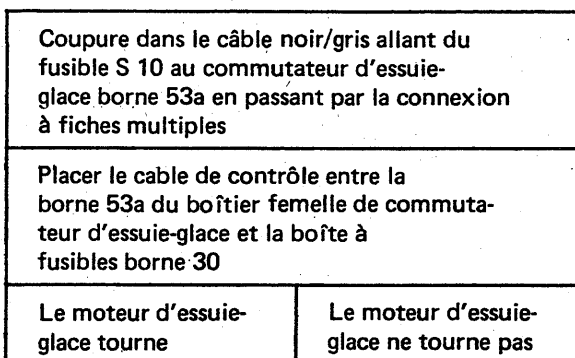 Coupure dans le câble noir/gris allant du
fusible S 10 au commutateur d'essuie-
glace borne 53a en passant par la connexion
à fiches multiples
Placer le cable de contrôle entre la
borne 53a du boîtier femelle de commuta-
teur d'essuie-glace et la boîte à
fusibles borne 30
Le moteur d'essuie-
glace tourne
Le moteur d'essuie-
glace ne tourne pas